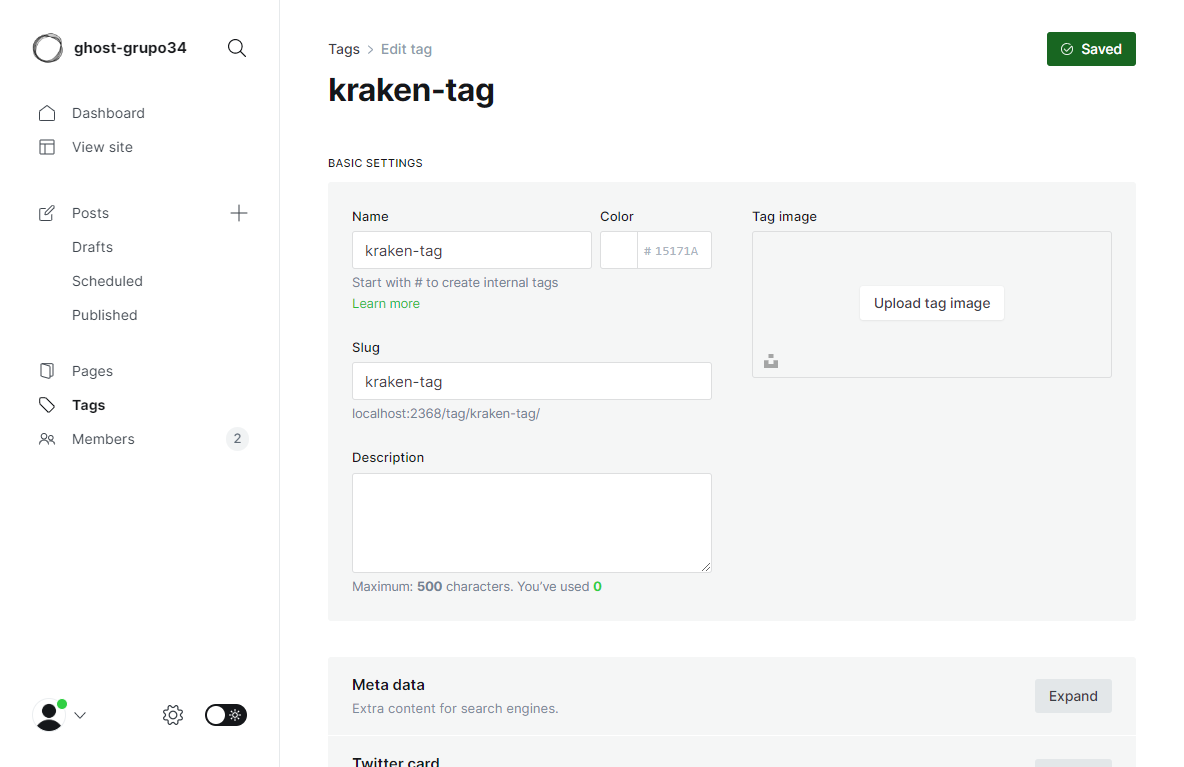 ghost-grupo34
Dashboard
View site
Posts
Drafts
Scheduled
Published
Pages
Tags
Members 2
Tags > Edit tag
Saved
kraken-tag
BASIC SETTINGS
Name
Color
kraken-tag
# 15171A
Start with # to create internal tags
Learn more
Slug
kraken-tag
localhost:2368/tag/kraken-tag/
Description
Maximum: 500 characters. You’ve used 0
Tag image
Upload tag image
Meta data
Extra content for search engines.
Expand
Twitter card